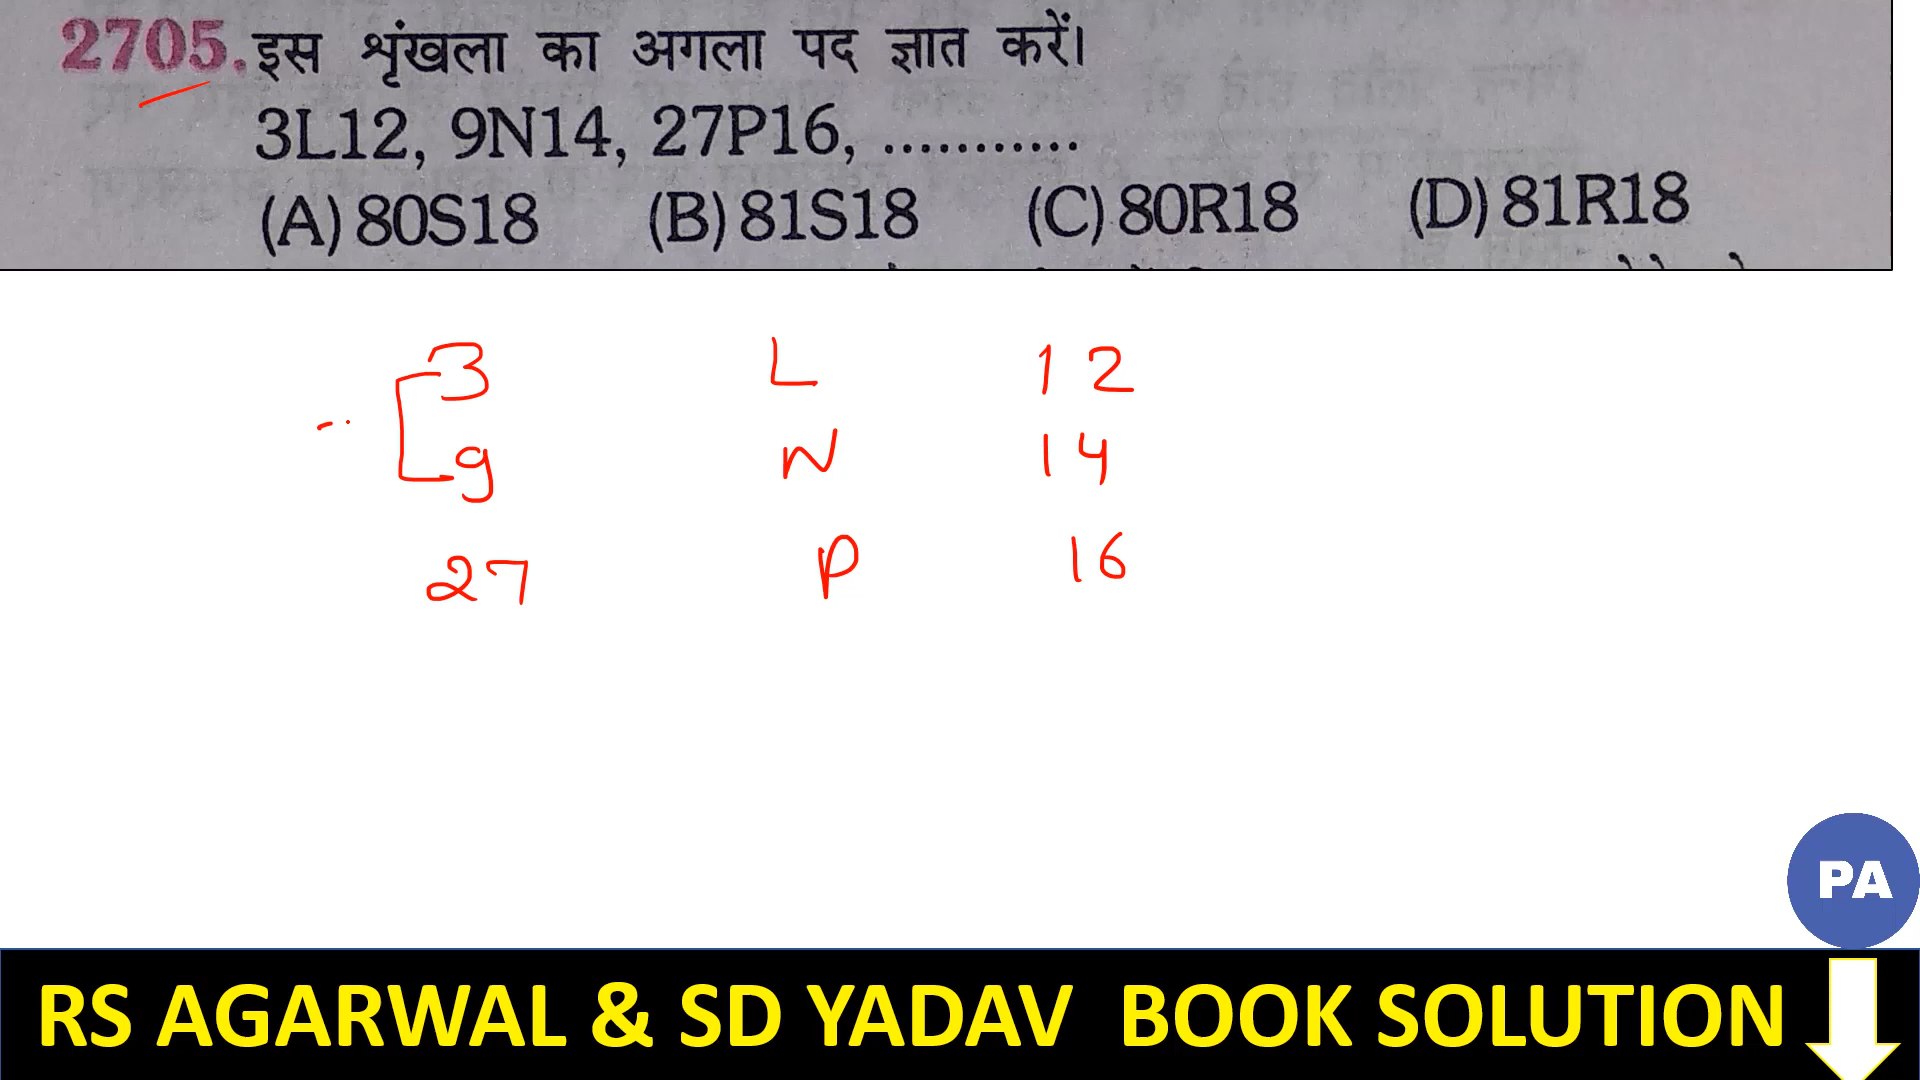 2705. इस शृंखला का अगला पद ज्ञात करें।
3L12, 9N14, 27P16, ...........
(A) 80S18 (B) 81S18 (C) 80R18 (D) 81R18
3 L 12
9 N 14
27 P 16
PA
RS AGARWAL & SD YADAV BOOK SOLUTION